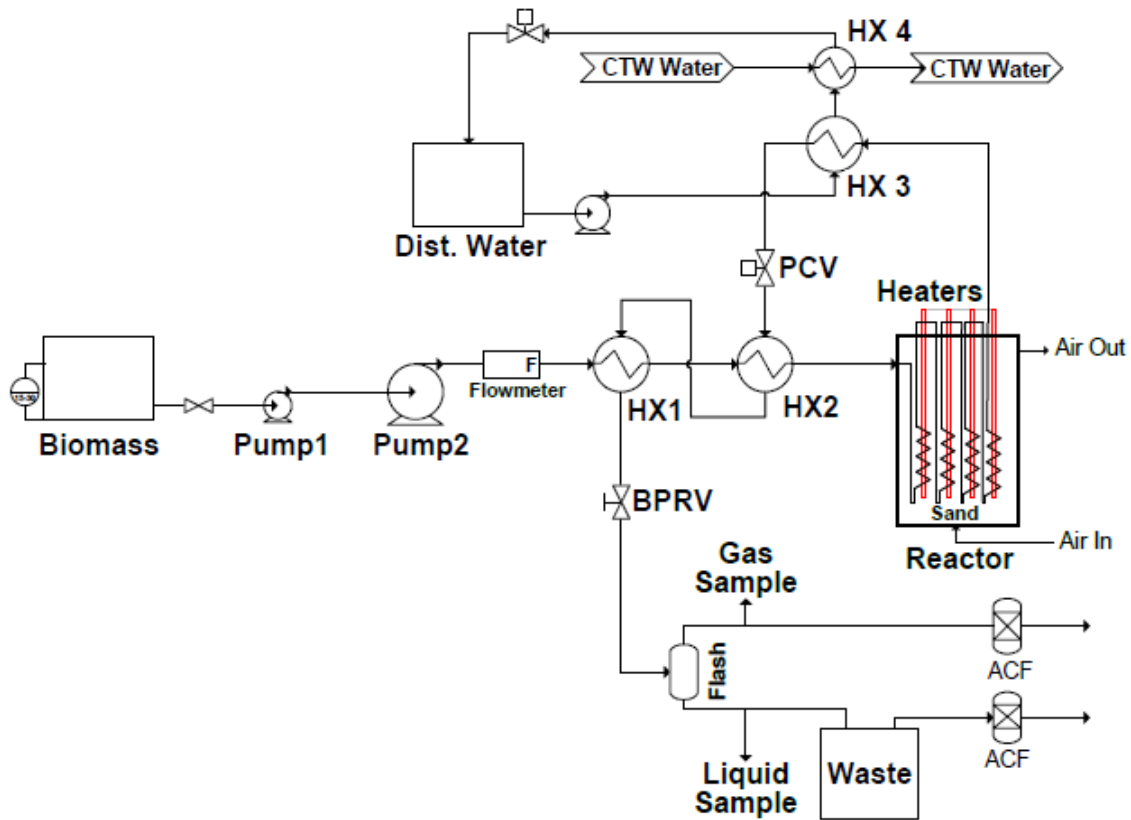 HX 4
CTW Water
CTW Water
HX 3
Dist. Water
PCV
Heaters
Air Out
F
Flowmeter
HX1
HX2
Biomass
Pump1
Pump2
BPRV
Sand
Air In
Reactor
Gas
Sample
Flash
ACF
ACF
Liquid
Sample
Waste